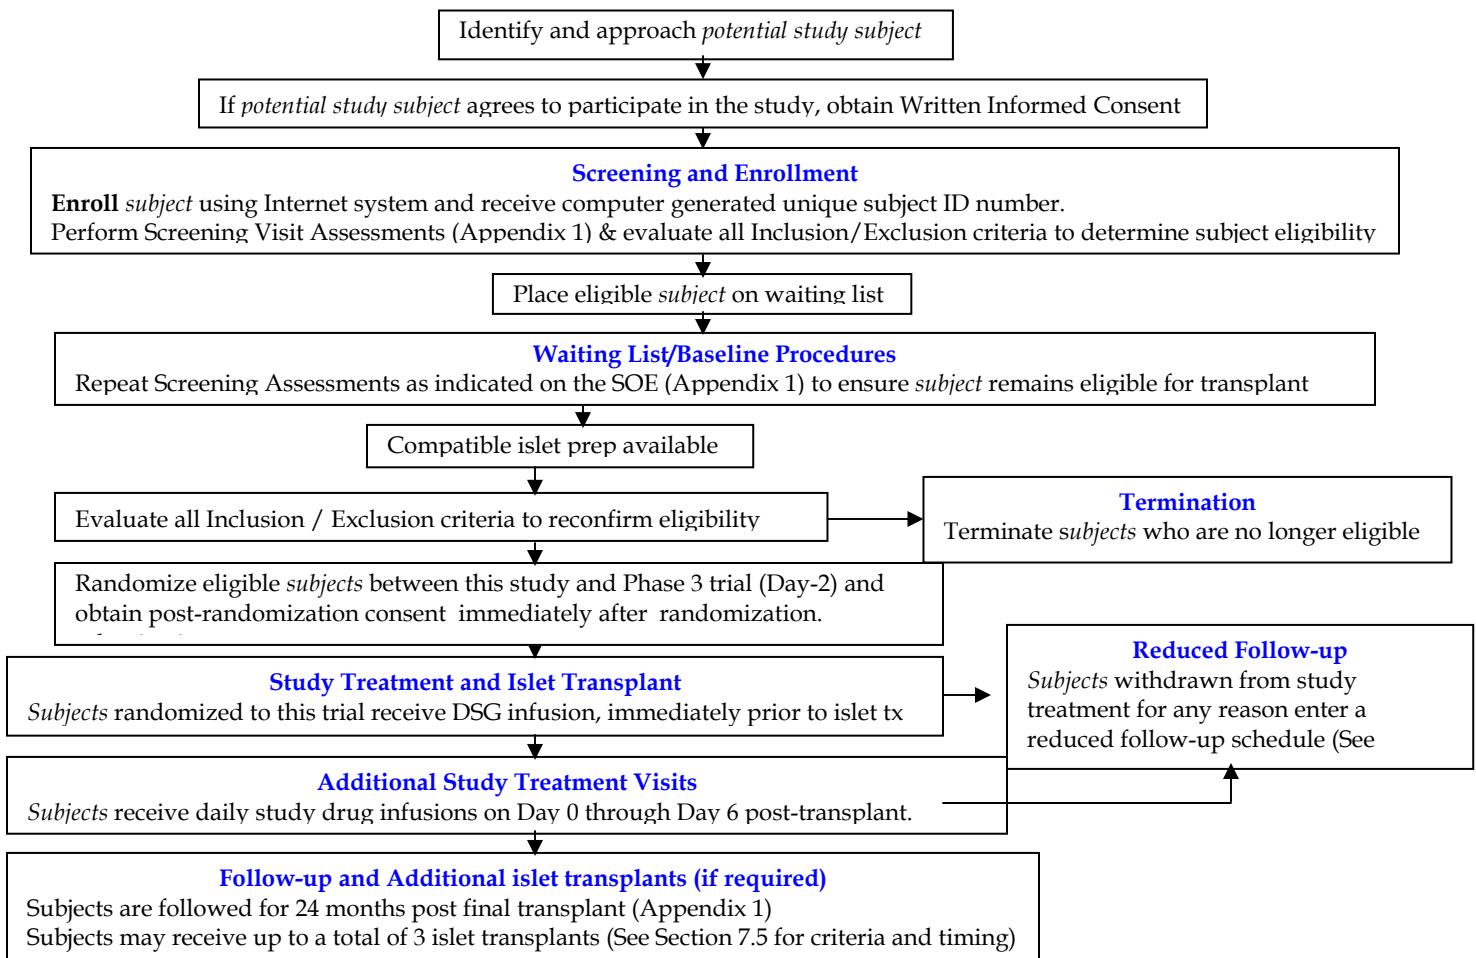 Identify and approach potential study subject
If potential study subject agrees to participate in the study, obtain Written Informed Consent
Screening and Enrollment
Enroll subject using Internet system and receive computer generated unique subject ID number.
Perform Screening Visit Assessments (Appendix 1) & evaluate all Inclusion/Exclusion criteria to determine subject eligibility
Place eligible subject on waiting list
Waiting List/Baseline Procedures
Repeat Screening Assessments as indicated on the SOE (Appendix 1) to ensure subject remains eligible for transplant
Compatible islet prep available
Evaluate all Inclusion / Exclusion criteria to reconfirm eligibility
Termination
Terminate subjects who are no longer eligible
Randomize eligible subjects between this study and Phase 3 trial (Day-2) and
obtain post-randomization consent immediately after randomization.
Study Treatment and Islet Transplant
Subjects randomized to this trial receive DSG infusion, immediately prior to islet tx
Reduced Follow-up
Subjects withdrawn from study
treatment for any reason enter a
reduced follow-up schedule (See
Additional Study Treatment Visits
Subjects receive daily study drug infusions on Day 0 through Day 6 post-transplant.
Follow-up and Additional islet transplants (if required)
Subjects are followed for 24 months post final transplant (Appendix 1)
Subjects may receive up to a total of 3 islet transplants (See Section 7.5 for criteria and timing)